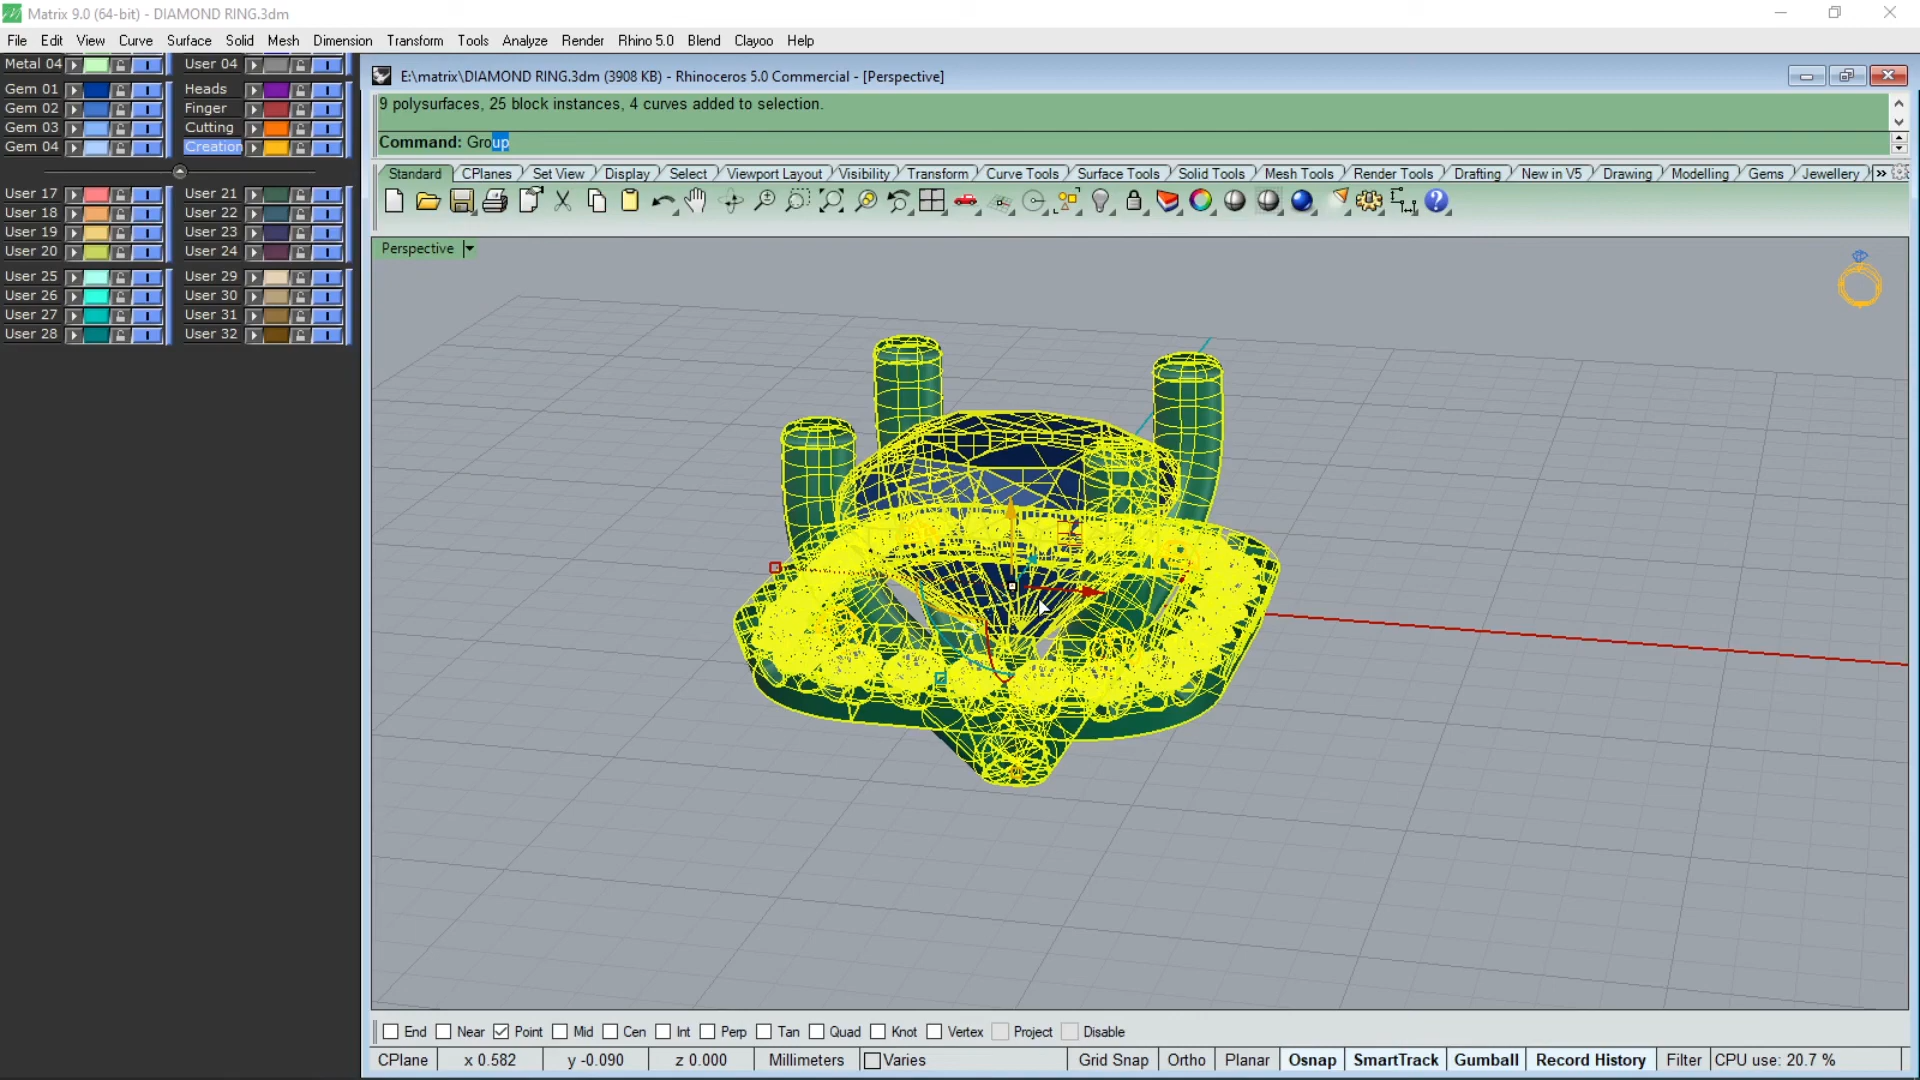 Matrix 9.0 (64-bit) - DIAMOND RING.3dm
File Edit View Curve Surface Solid Mesh Dimension Transform Tools Analyze Render Rhino 5.0 Blend Clayoo Help
Metal 04 User 04
Gem 01 Heads
Gem 02 Finger
Gem 03 Cutting
Gem 04 Creation
User 17 User 21
User 18 User 22
User 19 User 23
User 20 User 24
User 25 User 29
User 26 User 30
User 27 User 31
User 28 User 32
E:\matrix\DIAMOND RING.3dm (3908 KB) - Rhinoceros 5.0 Commercial - [Perspective]
9 polysurfaces, 25 block instances, 4 curves added to selection.
Command: Group
Standard CPlanes Set View Display Select Viewport Layout Visibility Transform Curve Tools Surface Tools Solid Tools Mesh Tools Render Tools Drafting New in V5 Drawing Modelling Gems Jewellery »
Perspective
End Near Point Mid Cen Int Perp Tan Quad Knot Vertex Project Disable
CPlane x 0.582 y -0.090 z 0.000 Millimeters Varies Grid Snap Ortho Planar Osnap SmartTrack Gumball Record History Filter CPU use: 20.7 %